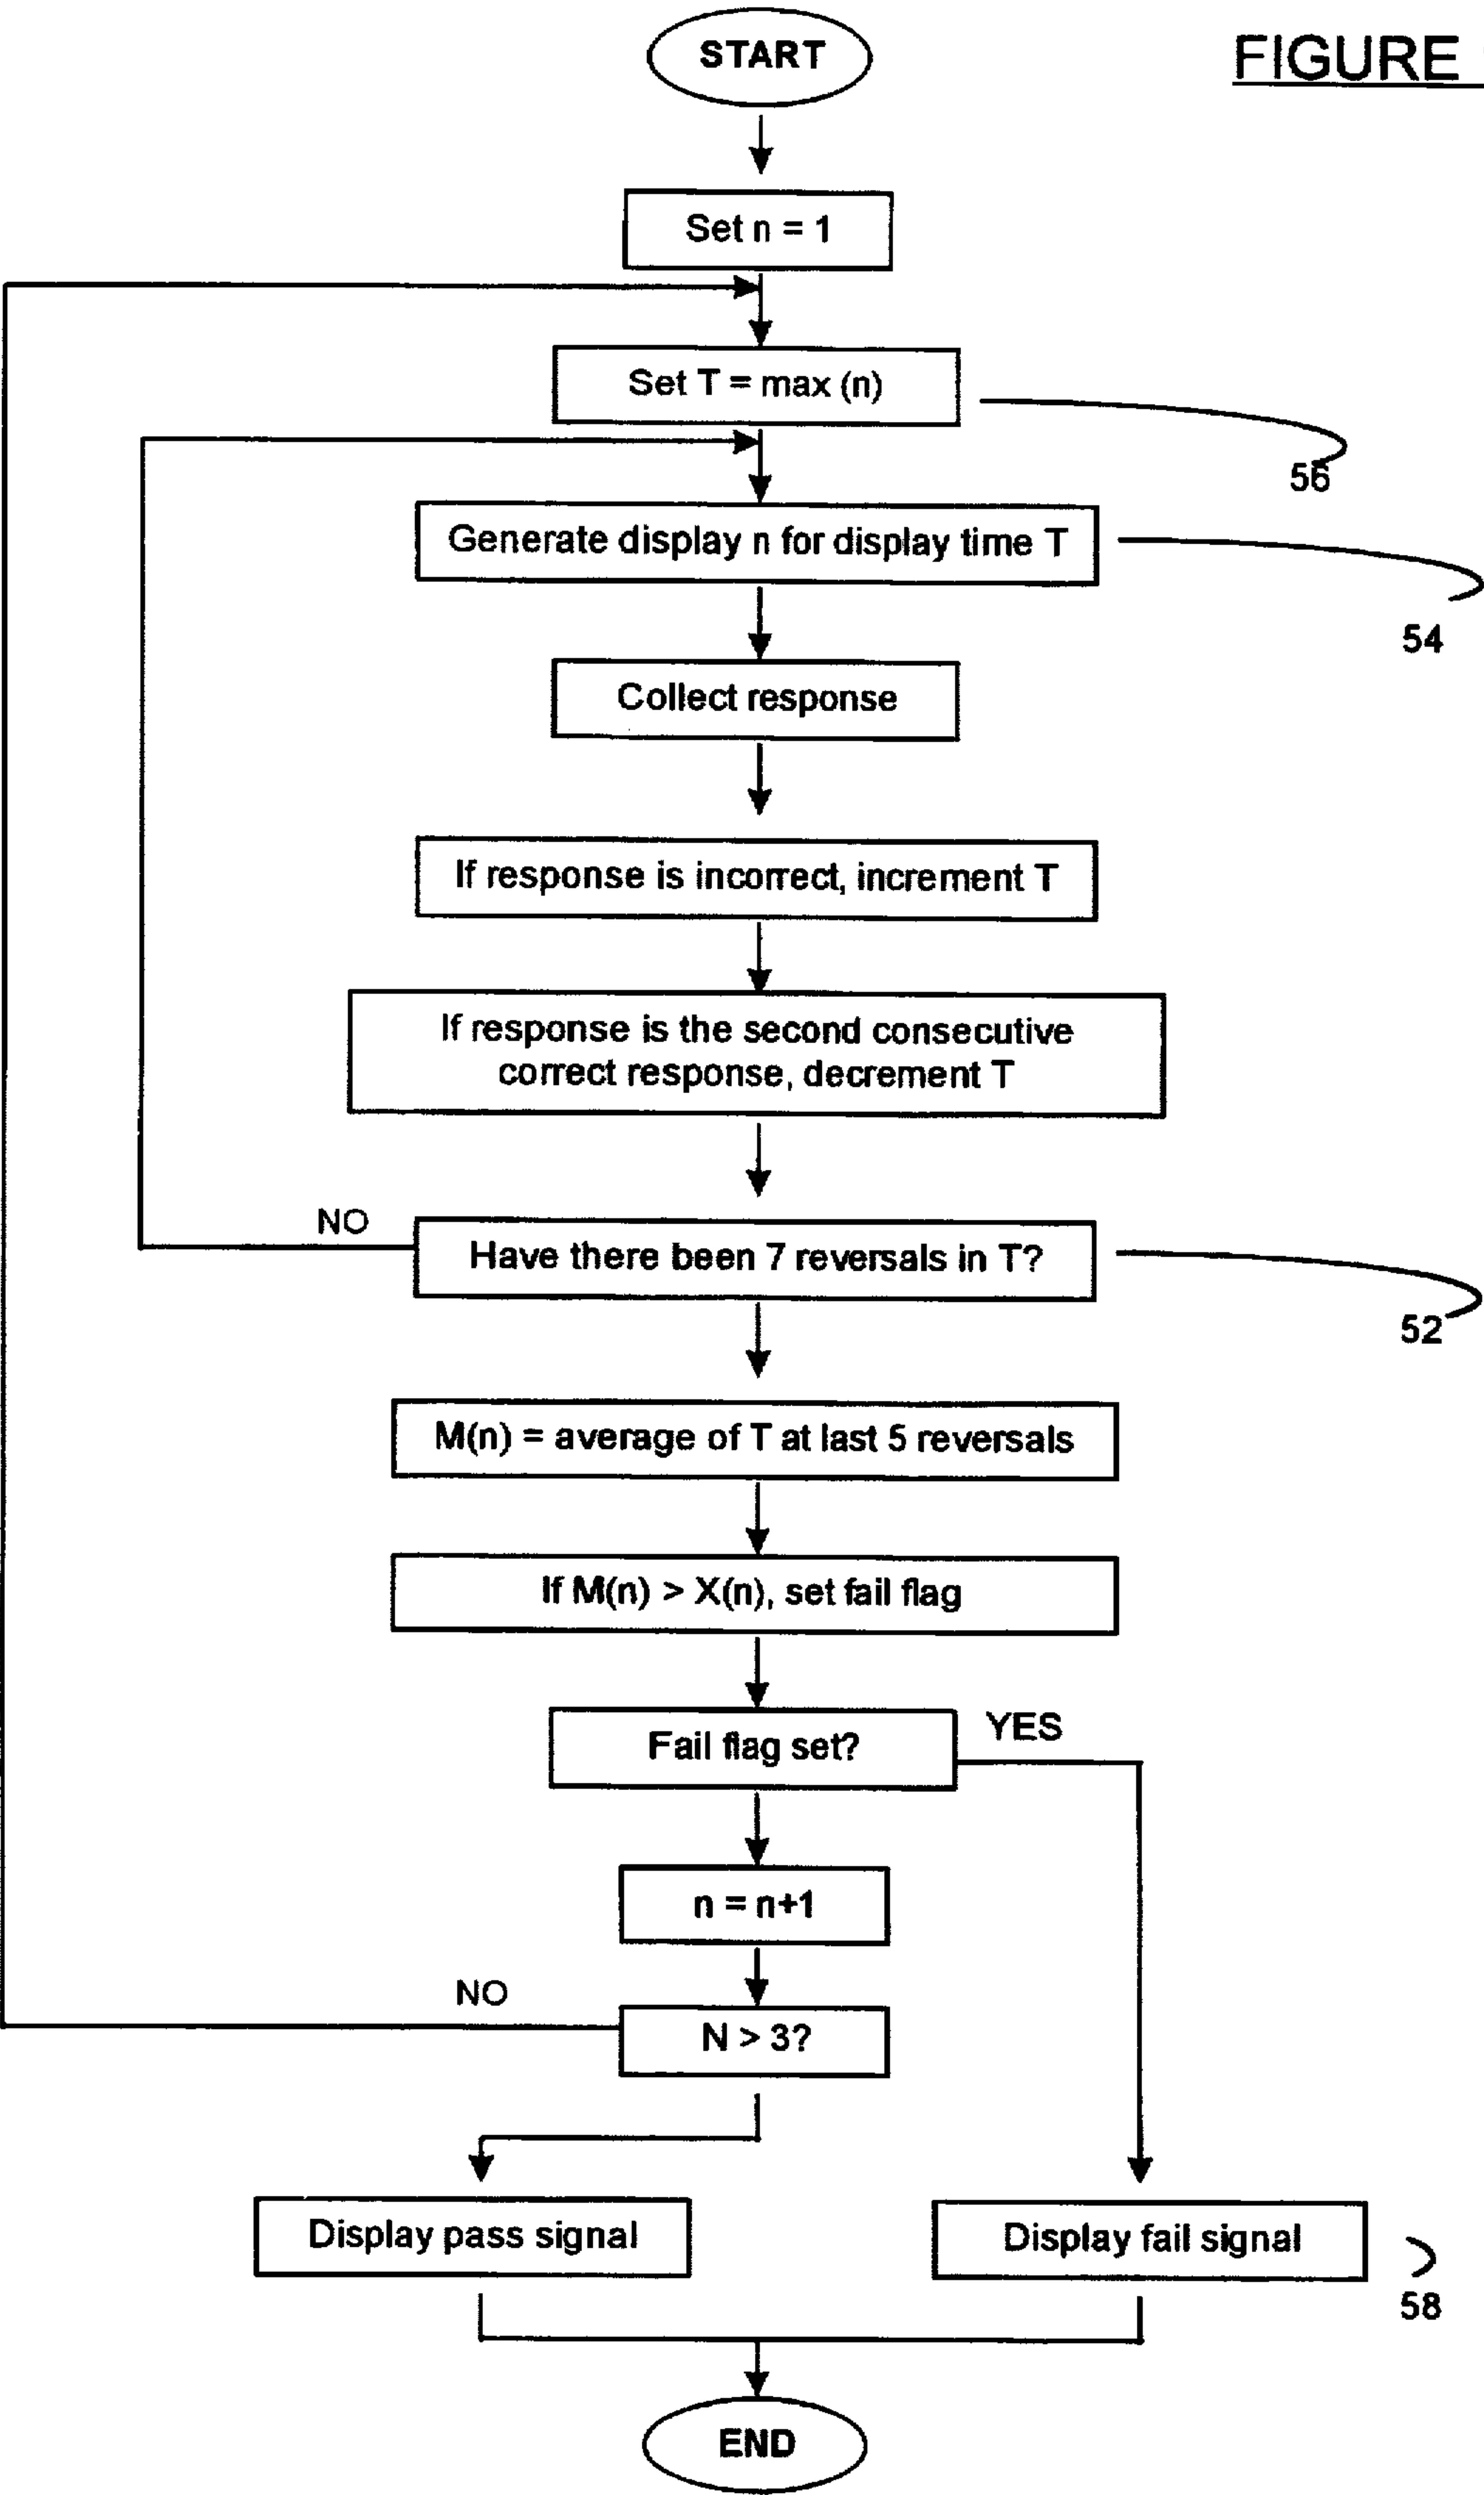 START
FIGURE
Set n = 1
Set T = max (n)
56
Generate display n for display time T
54
Collect response
If response is incorrect, increment T
If response is the second consecutive
correct response, decrement T
NO
Have there been 7 reversals in T?
52
M(n) = average of T at last 5 reversals
If M(n) > X(n), set fail flag
Fail flag set?
YES
n = n+1
NO
N > 3?
Display pass signal
Display fail signal
58
END